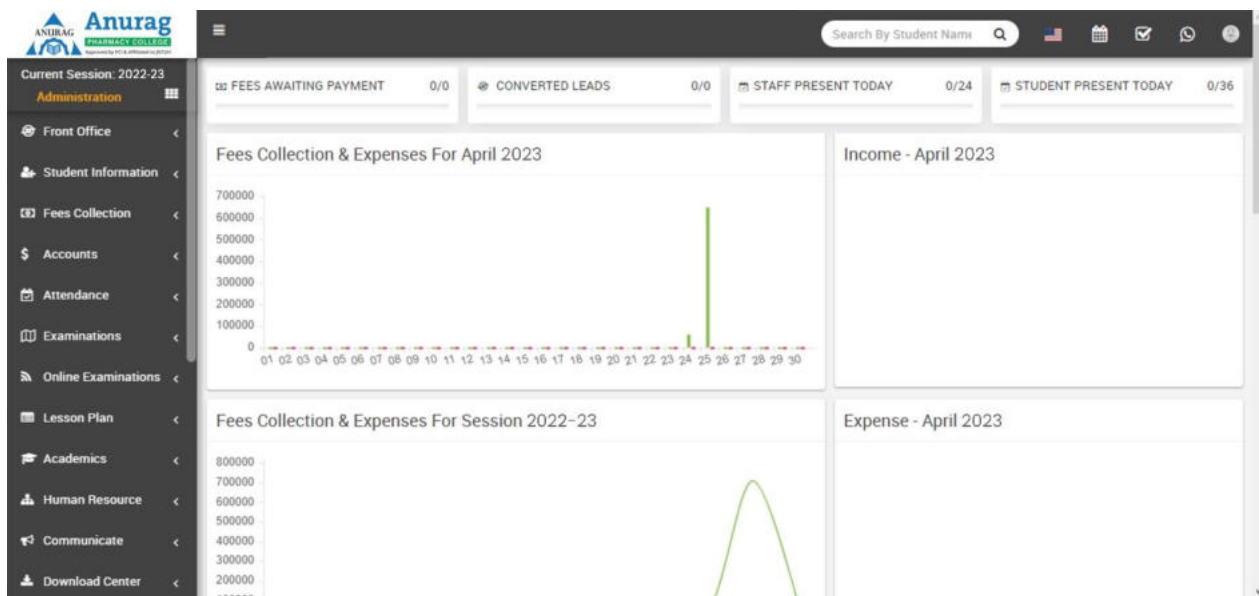 ANURAG
Anurag
PHARMACY COLLEGE
Search By Student Name
Current Session: 2022-23
Administration
FEES AWAITING PAYMENT 0/0
CONVERTED LEADS 0/0
STAFF PRESENT TODAY 0/24
STUDENT PRESENT TODAY 0/36
Front Office
Student Information
Fees Collection
$ Accounts
Attendance
Examinations
Online Examinations
Lesson Plan
Academics
Human Resource
Communicate
Download Center
Fees Collection & Expenses For April 2023
700000
600000
500000
400000
300000
200000
100000
0
01 02 03 04 05 06 07 08 09 10 11 12 13 14 15 16 17 18 19 20 21 22 23 24 25 26 27 28 29 30
Income - April 2023
Fees Collection & Expenses For Session 2022-23
800000
700000
600000
500000
400000
300000
200000
Expense - April 2023